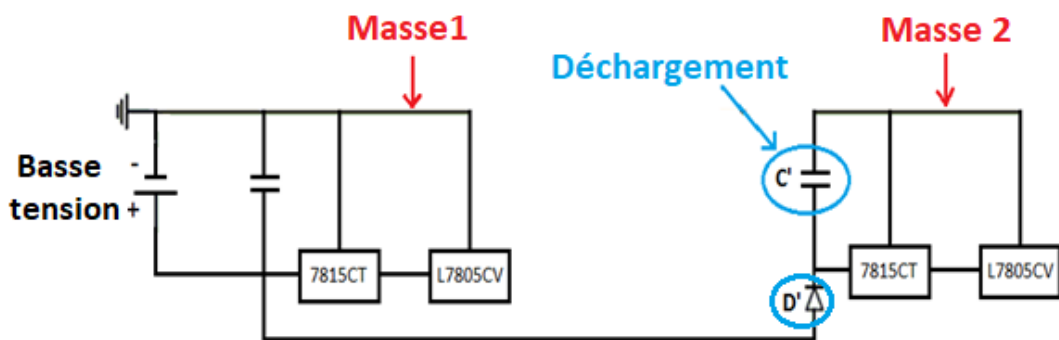 Masse1
Masse 2
Déchargement
Basse
tension
-
+
C'
D'
7815CT
L7805CV
7815CT
L7805CV